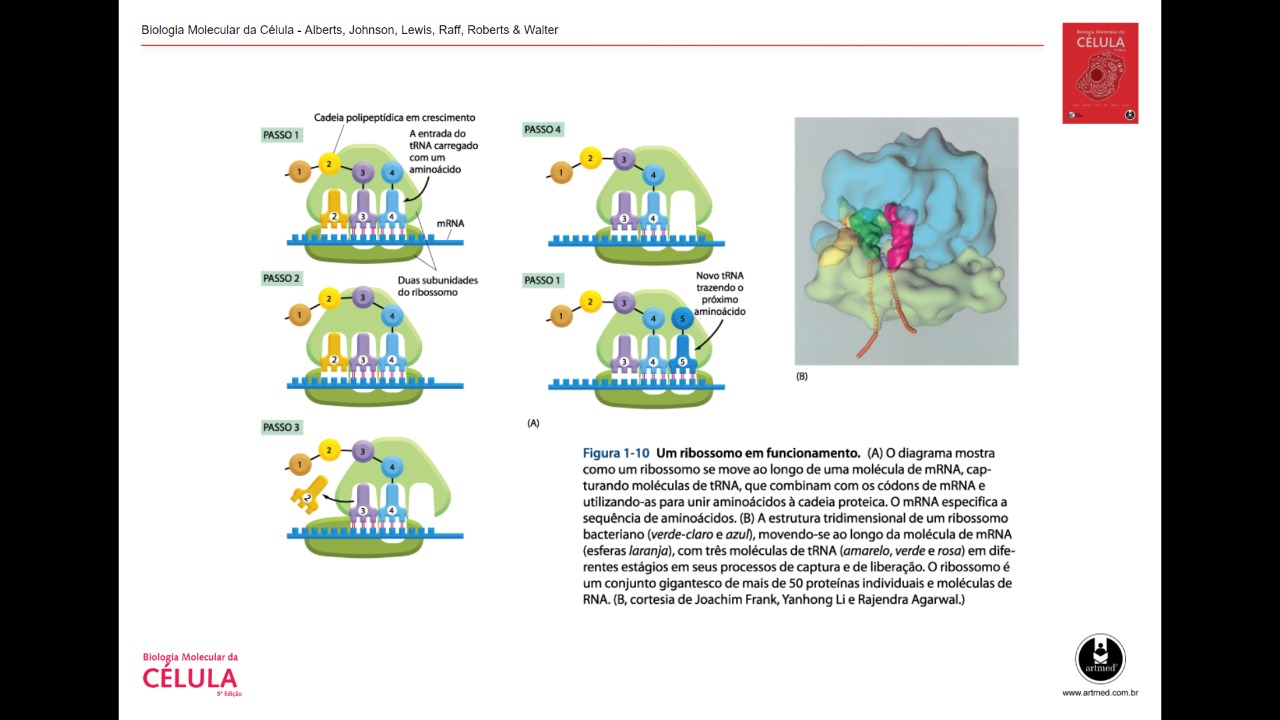 Biologia Molecular da Célula - Alberts, Johnson, Lewis, Raff, Roberts & Walter
Biologia Molecular da
CÉLULA
PASSO 1
Cadeia polipeptídica em crescimento
A entrada do
tRNA carregado
com um
aminoácido
1
2
3
4
2
3
4
mRNA
Duas subunidades
do ribossomo
PASSO 2
1
2
3
4
2
3
4
PASSO 3
1
2
3
4
2
3
4
PASSO 4
1
2
3
4
3
4
PASSO 1
Novo tRNA
trazendo o
próximo
aminoácido
1
2
3
4
5
3
4
5
(A)
(B)
Figura 1-10 Um ribossomo em funcionamento. (A) O diagrama mostra
como um ribossomo se move ao longo de uma molécula de mRNA, cap-
turando moléculas de tRNA, que combinam com os códons de mRNA e
utilizando-as para unir aminoácidos à cadeia proteica. O mRNA especifica a
sequência de aminoácidos. (B) A estrutura tridimensional de um ribossomo
bacteriano (verde-claro e azul), movendo-se ao longo da molécula de mRNA
(esferas laranja), com três moléculas de tRNA (amarelo, verde e rosa) em dife-
rentes estágios em seus processos de captura e de liberação. O ribossomo é
um conjunto gigantesco de mais de 50 proteínas individuais e moléculas de
RNA. (B, cortesia de Joachim Frank, Yanhong Li e Rajendra Agarwal.)
Biologia Molecular da
CÉLULA
5ª Edição
artmed
www.artmed.com.br